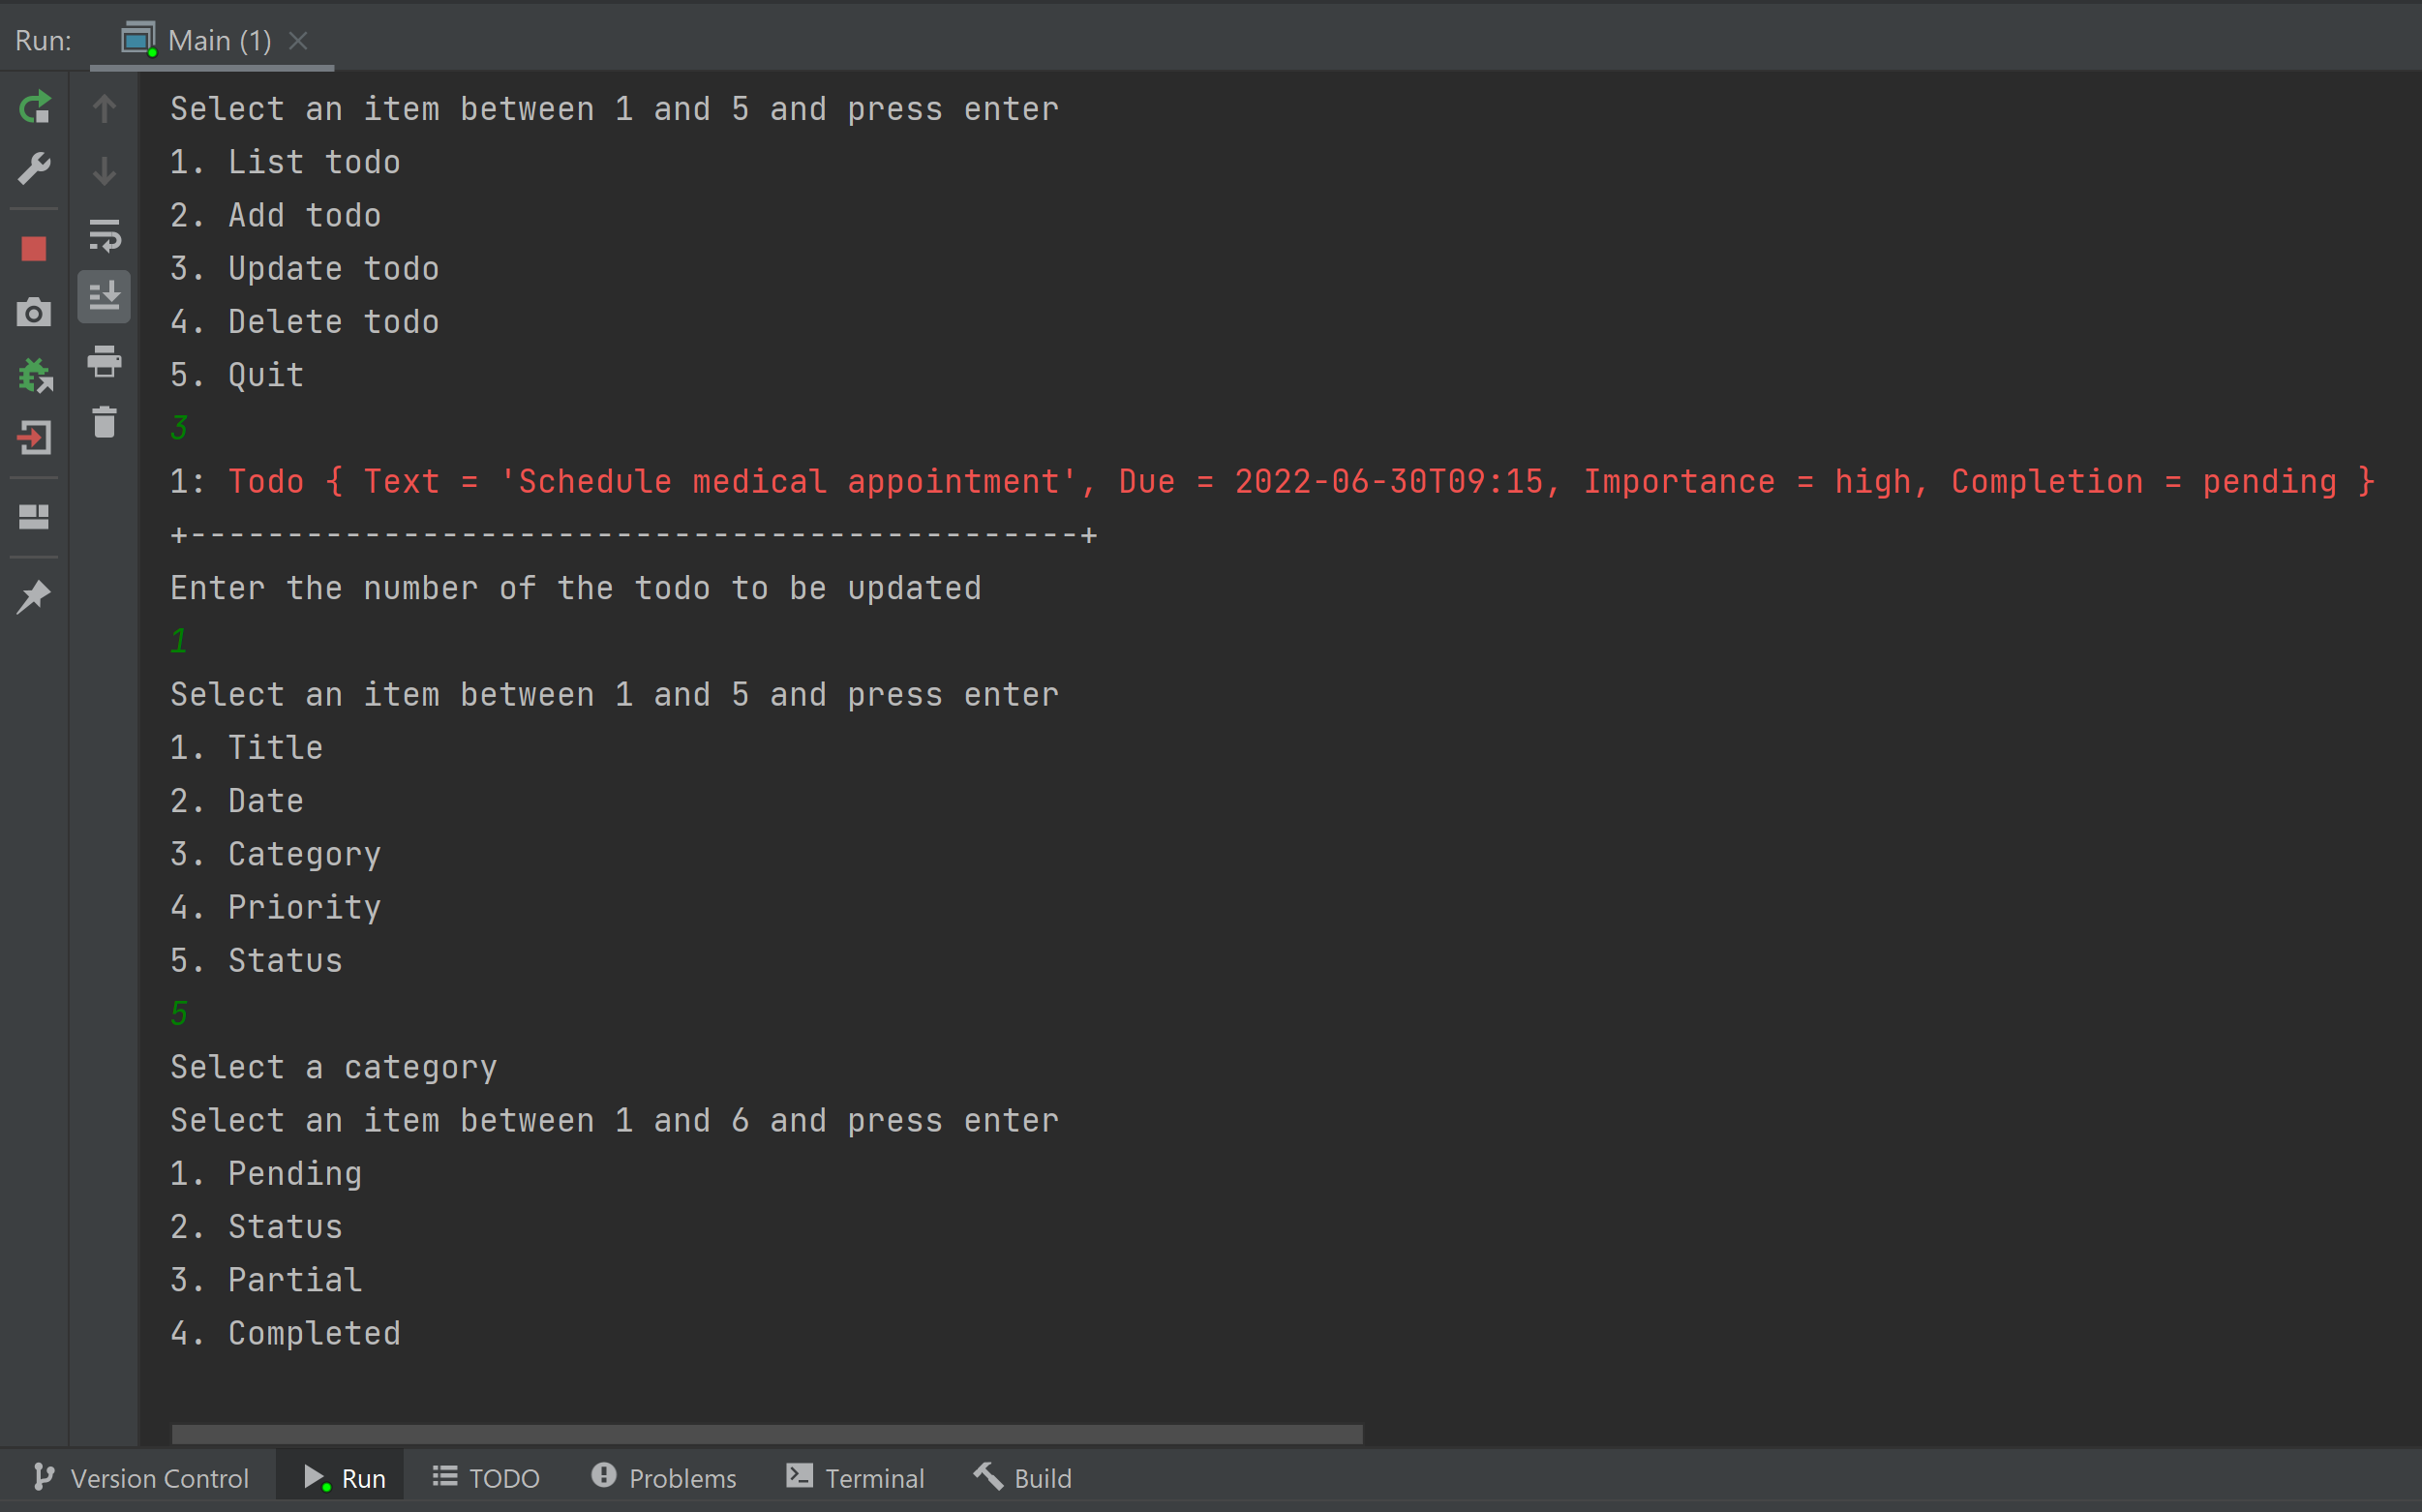 Run: Main (1)
Select an item between 1 and 5 and press enter
1. List todo
2. Add todo
3. Update todo
4. Delete todo
5. Quit
3
1: Todo { Text = 'Schedule medical appointment', Due = 2022-06-30T09:15, Importance = high, Completion = pending }
+----------------------------------------------+
Enter the number of the todo to be updated
1
Select an item between 1 and 5 and press enter
1. Title
2. Date
3. Category
4. Priority
5. Status
5
Select a category
Select an item between 1 and 6 and press enter
1. Pending
2. Status
3. Partial
4. Completed
Version Control Run TODO Problems Terminal Build